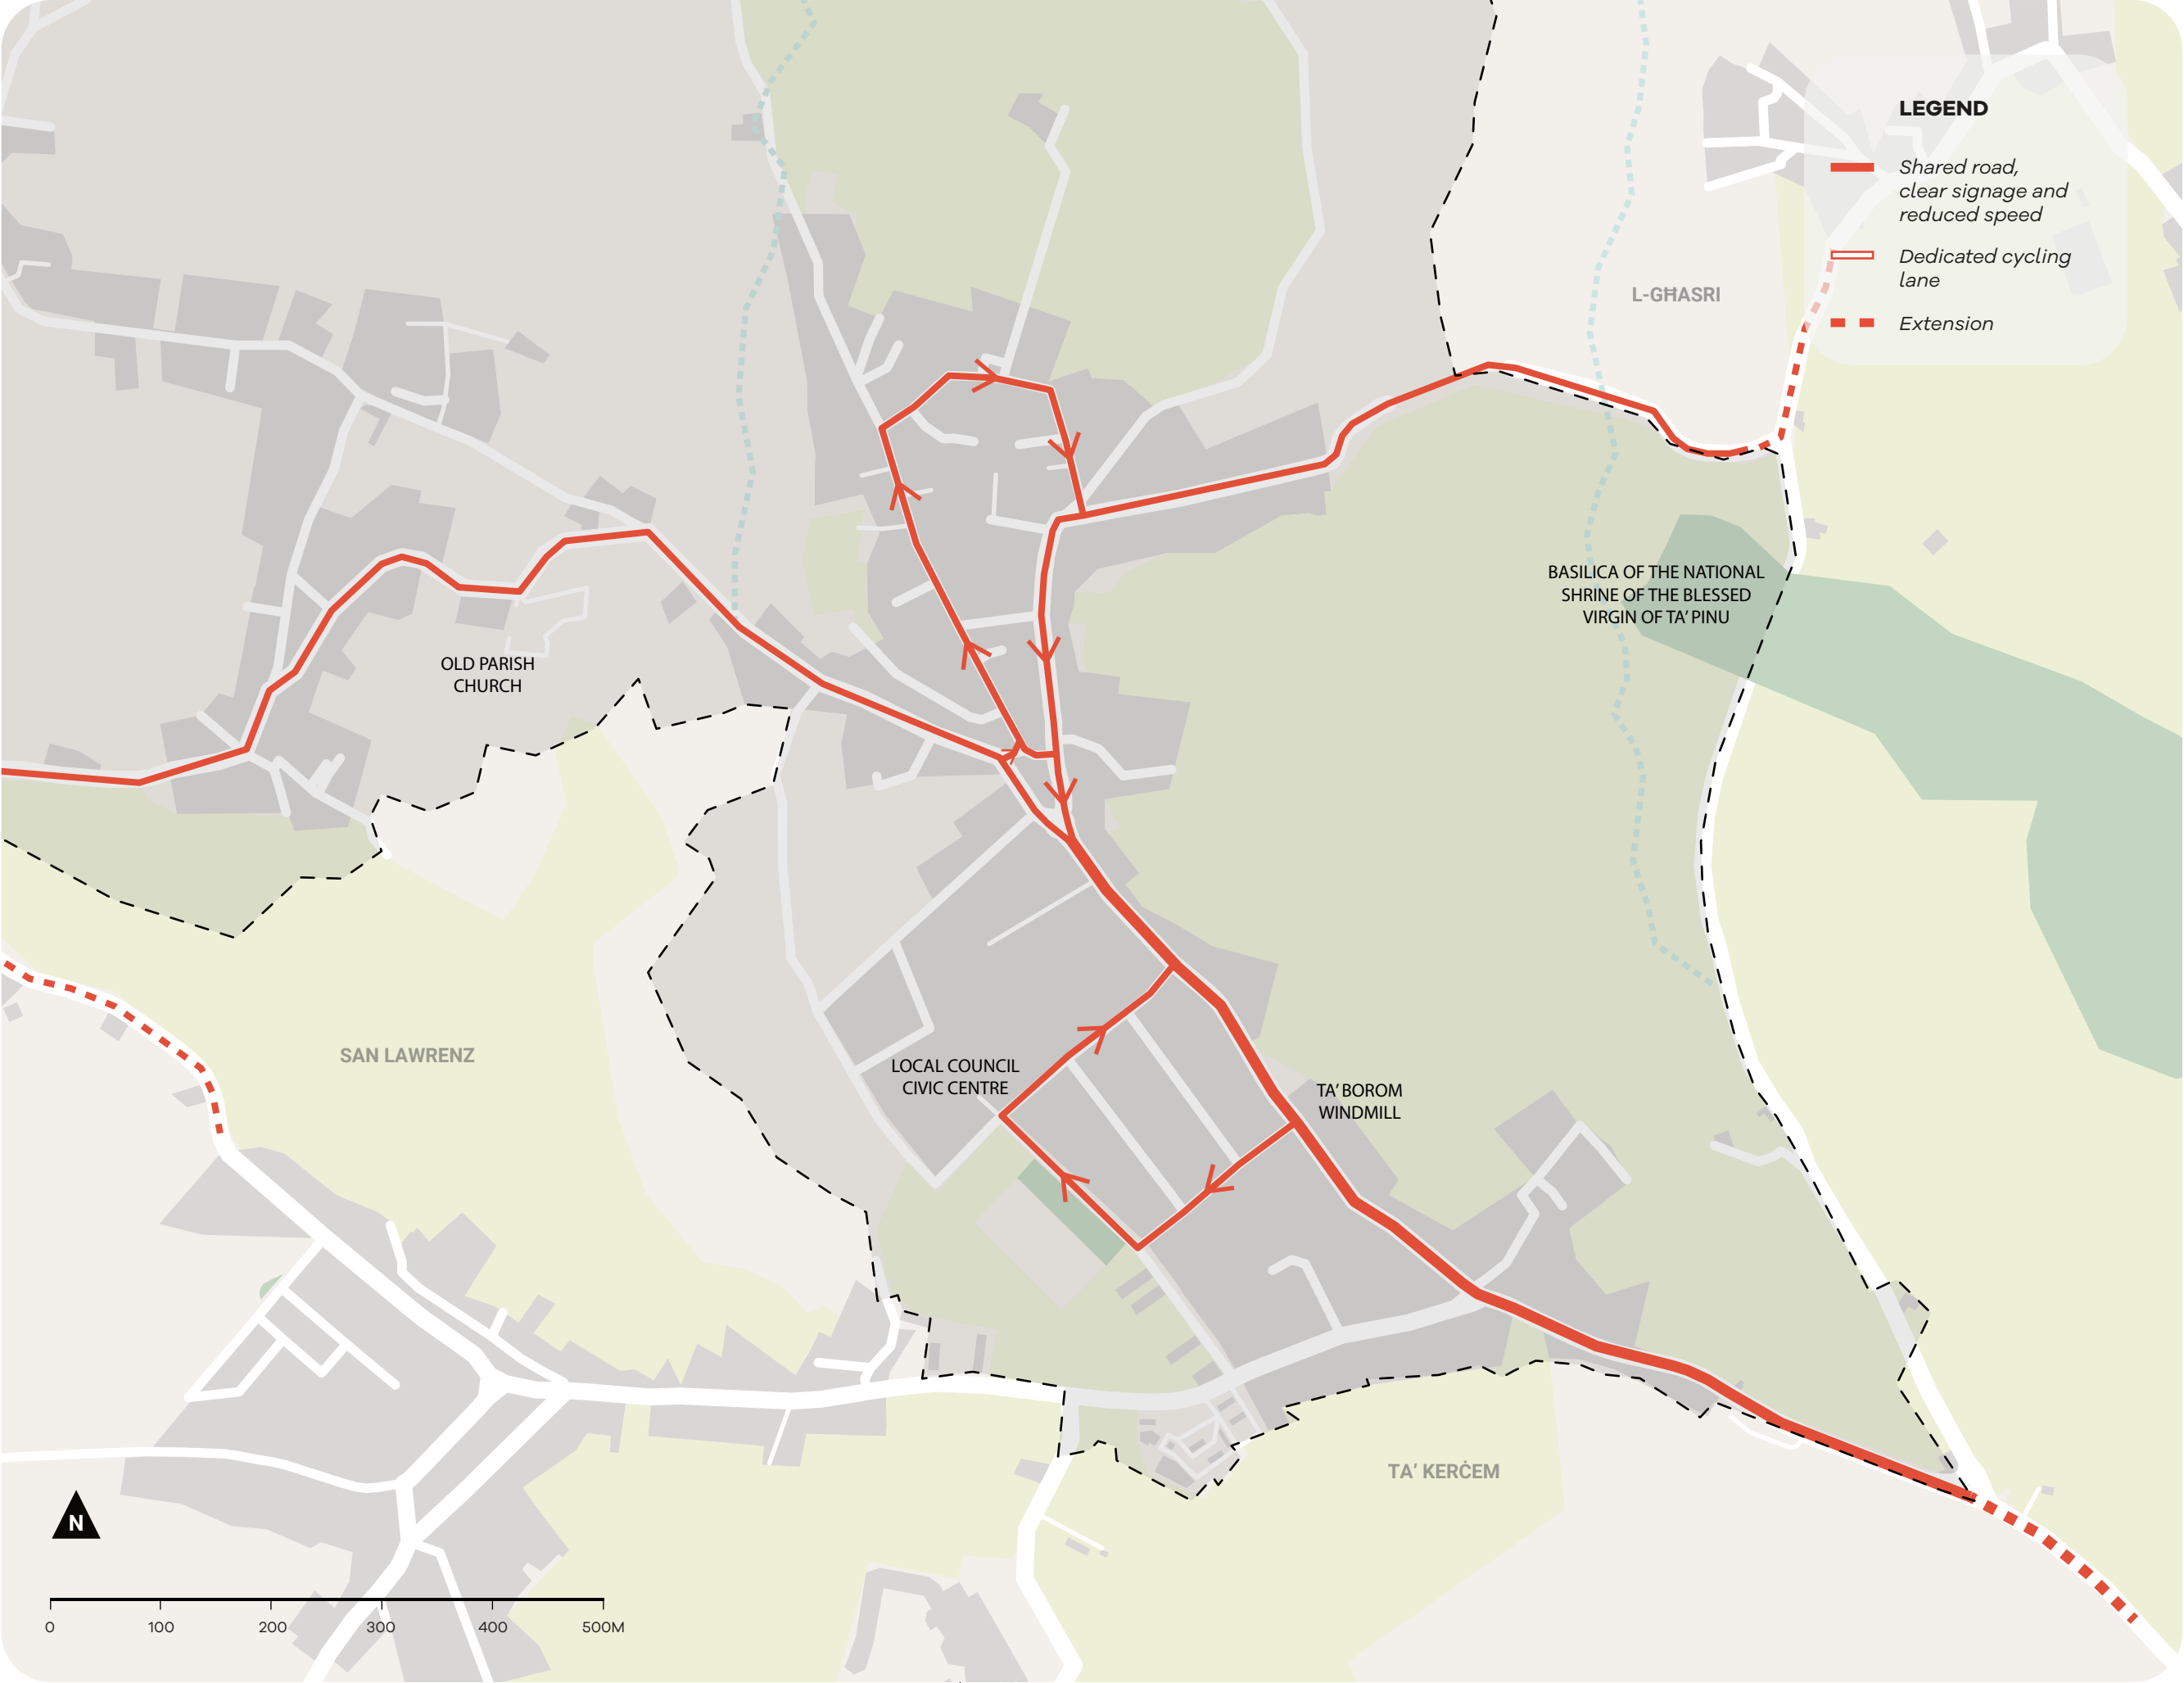 LEGEND
Shared road,
clear signage and
reduced speed
Dedicated cycling
lane
Extension
L-GĦASRI
BASILICA OF THE NATIONAL
SHRINE OF THE BLESSED
VIRGIN OF TA' PINU
OLD PARISH
CHURCH
SAN LAWRENZ
LOCAL COUNCIL
CIVIC CENTRE
TA' BOROM
WINDMILL
TA' KERĊEM
N
0 100 200 300 400 500M